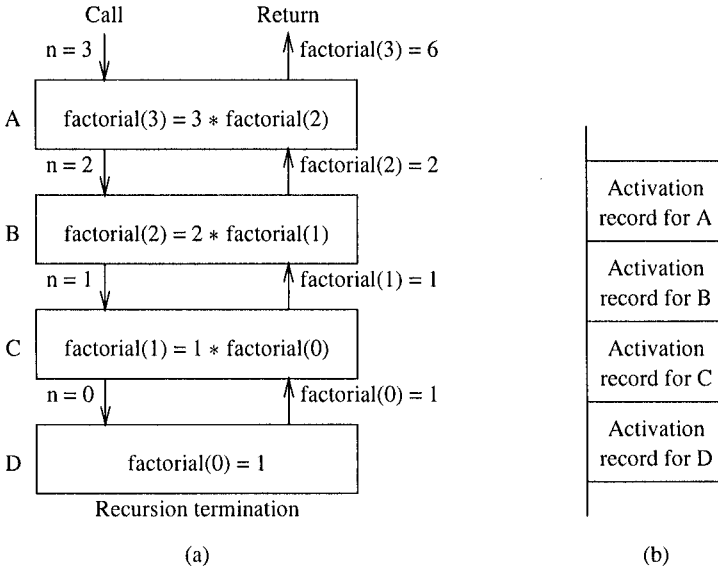 Call Return
n = 3 factorial(3) = 6
A factorial(3) = 3 * factorial(2)
n = 2 factorial(2) = 2
B factorial(2) = 2 * factorial(1)
n = 1 factorial(1) = 1
C factorial(1) = 1 * factorial(0)
n = 0 factorial(0) = 1
D factorial(0) = 1
Recursion termination
(a)
Activation
record for A
Activation
record for B
Activation
record for C
Activation
record for D
(b)